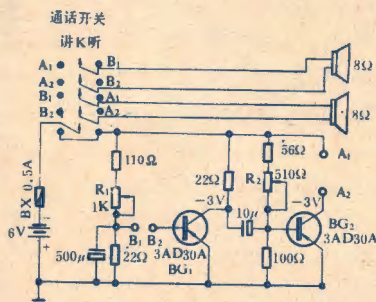 通话开关
讲K听
A₁ B₁
A₂ B₂
B₁ A₁
B₂ A₂
8Ω
8Ω
BX 0.5A
6V
110Ω
R₁
1K
500μ
22Ω
B₁ B₂
3AD30A
BG₁
-3V
22Ω
10μ
56Ω
R₂
510Ω
100Ω
-3V
A₁
A₂
BG₂
3AD30A